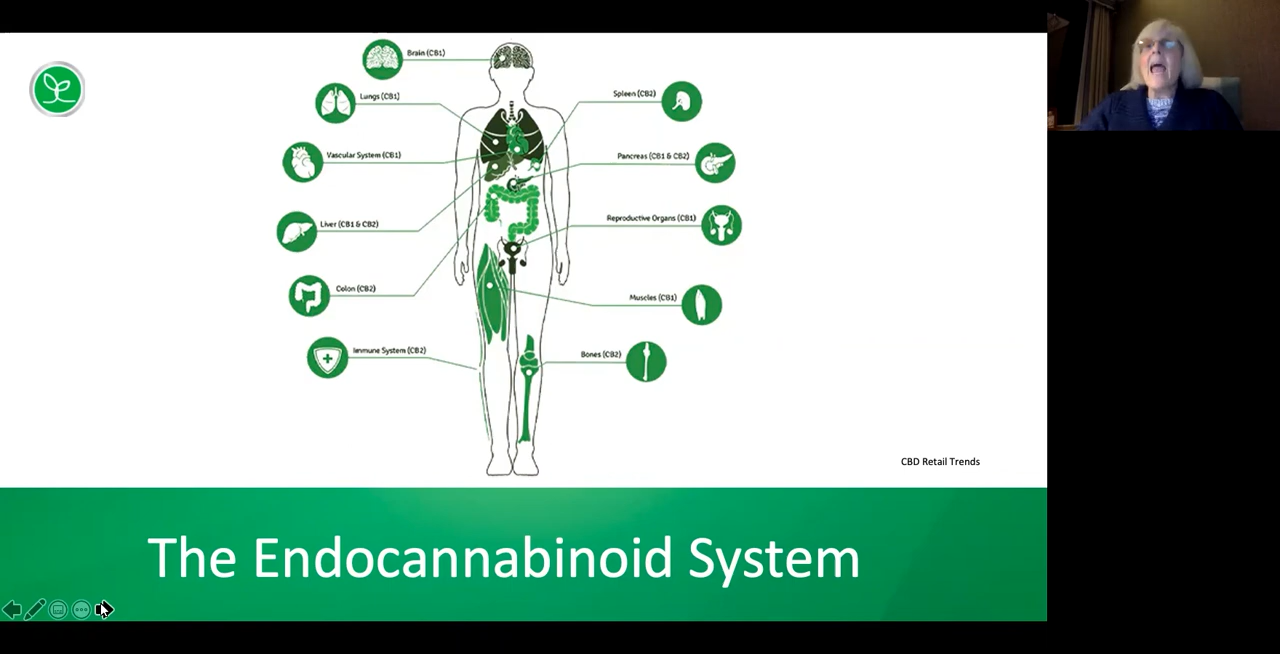 Brain (CB1)
Lungs (CB1)
Vascular System (CB1)
Liver (CB1 & CB2)
Colon (CB2)
Immune System (CB2)
Spleen (CB2)
Pancreas (CB1 & CB2)
Reproductive Organs (CB1)
Muscles (CB1)
Bones (CB2)
CBD Retail Trends
The Endocannabinoid System